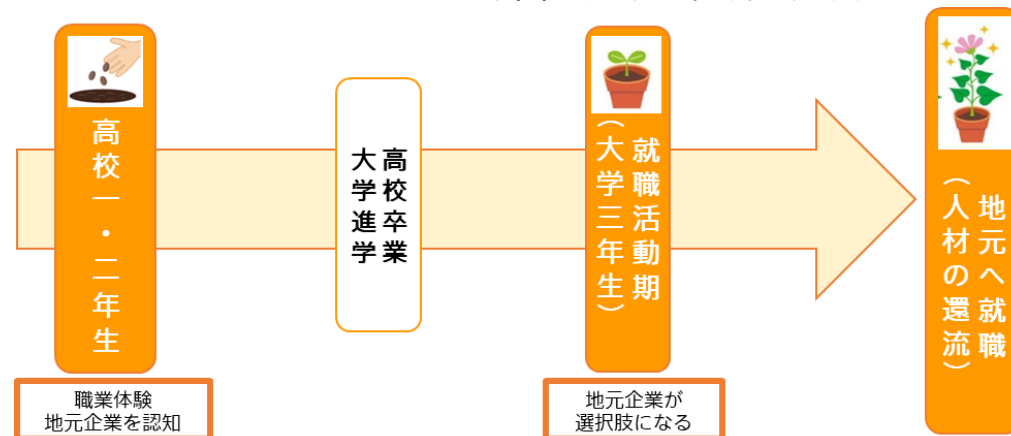 高校一・二年生
職業体験
地元企業を認知
高校卒業
大学進学
就職活動期
（大学三年生）
地元企業が
選択肢になる
地元へ就職
（人材の還流）